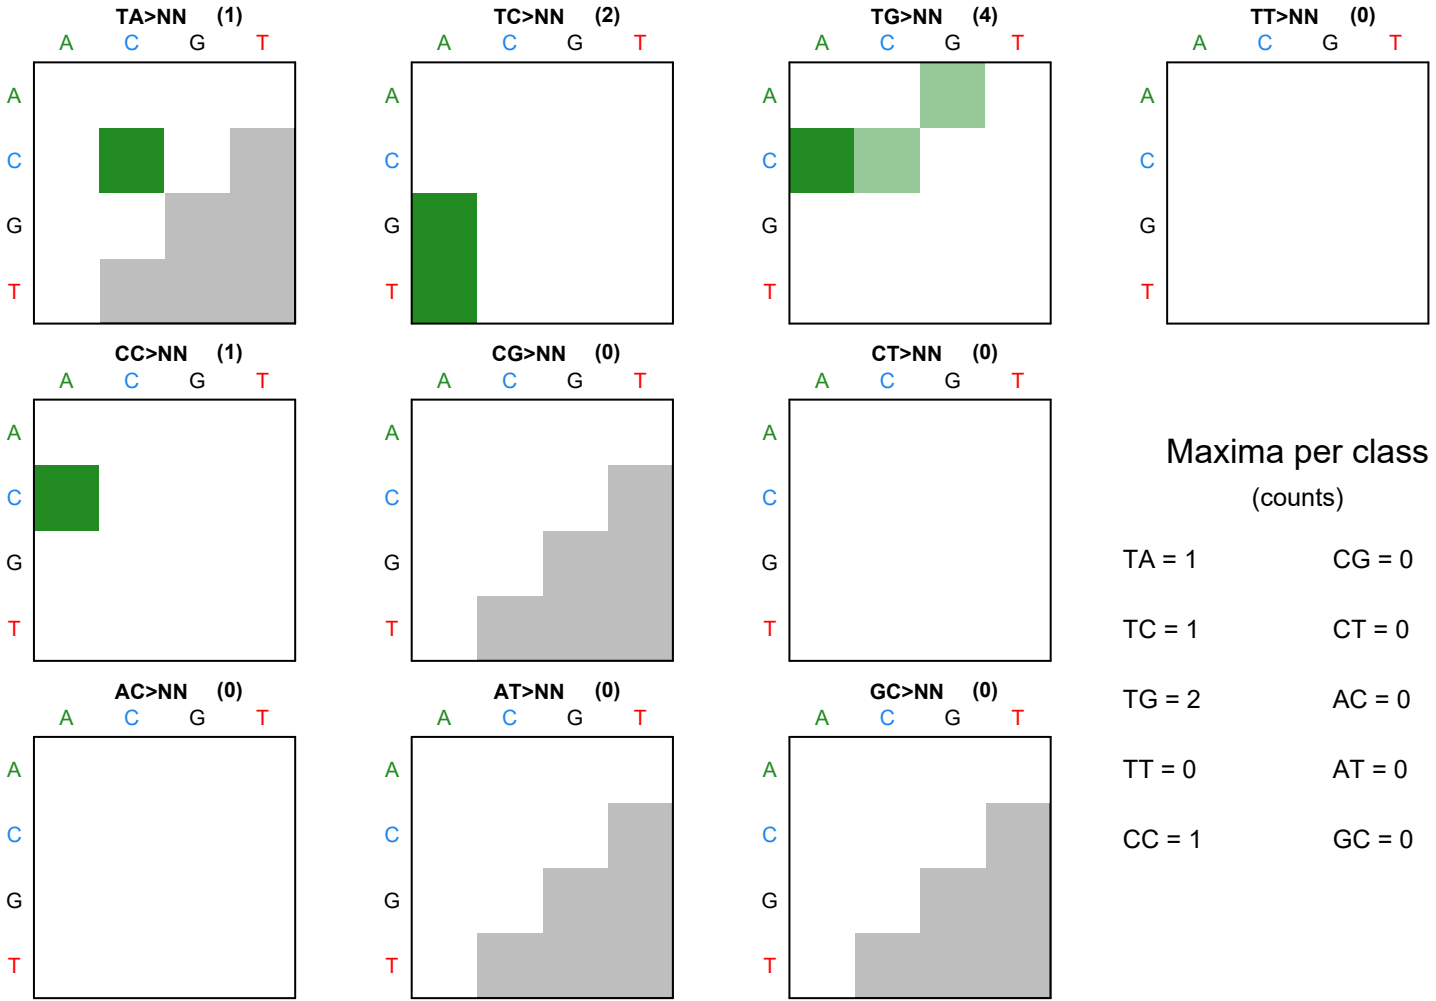 TA>NN (1) TC>NN (2) TG>NN (4) TT>NN (0)
A C G T A C G T A C G T A C G T
A A A A
C C C C
G G G G
T T T T
CC>NN (1) CG>NN (0) CT>NN (0)
A C G T A C G T A C G T
A A A
C C C
G G G
T T T
AC>NN (0) AT>NN (0) GC>NN (0)
A C G T A C G T A C G T
A A A
C C C
G G G
T T T
Maxima per class
(counts)
TA = 1 CG = 0
TC = 1 CT = 0
TG = 2 AC = 0
TT = 0 AT = 0
CC = 1 GC = 0